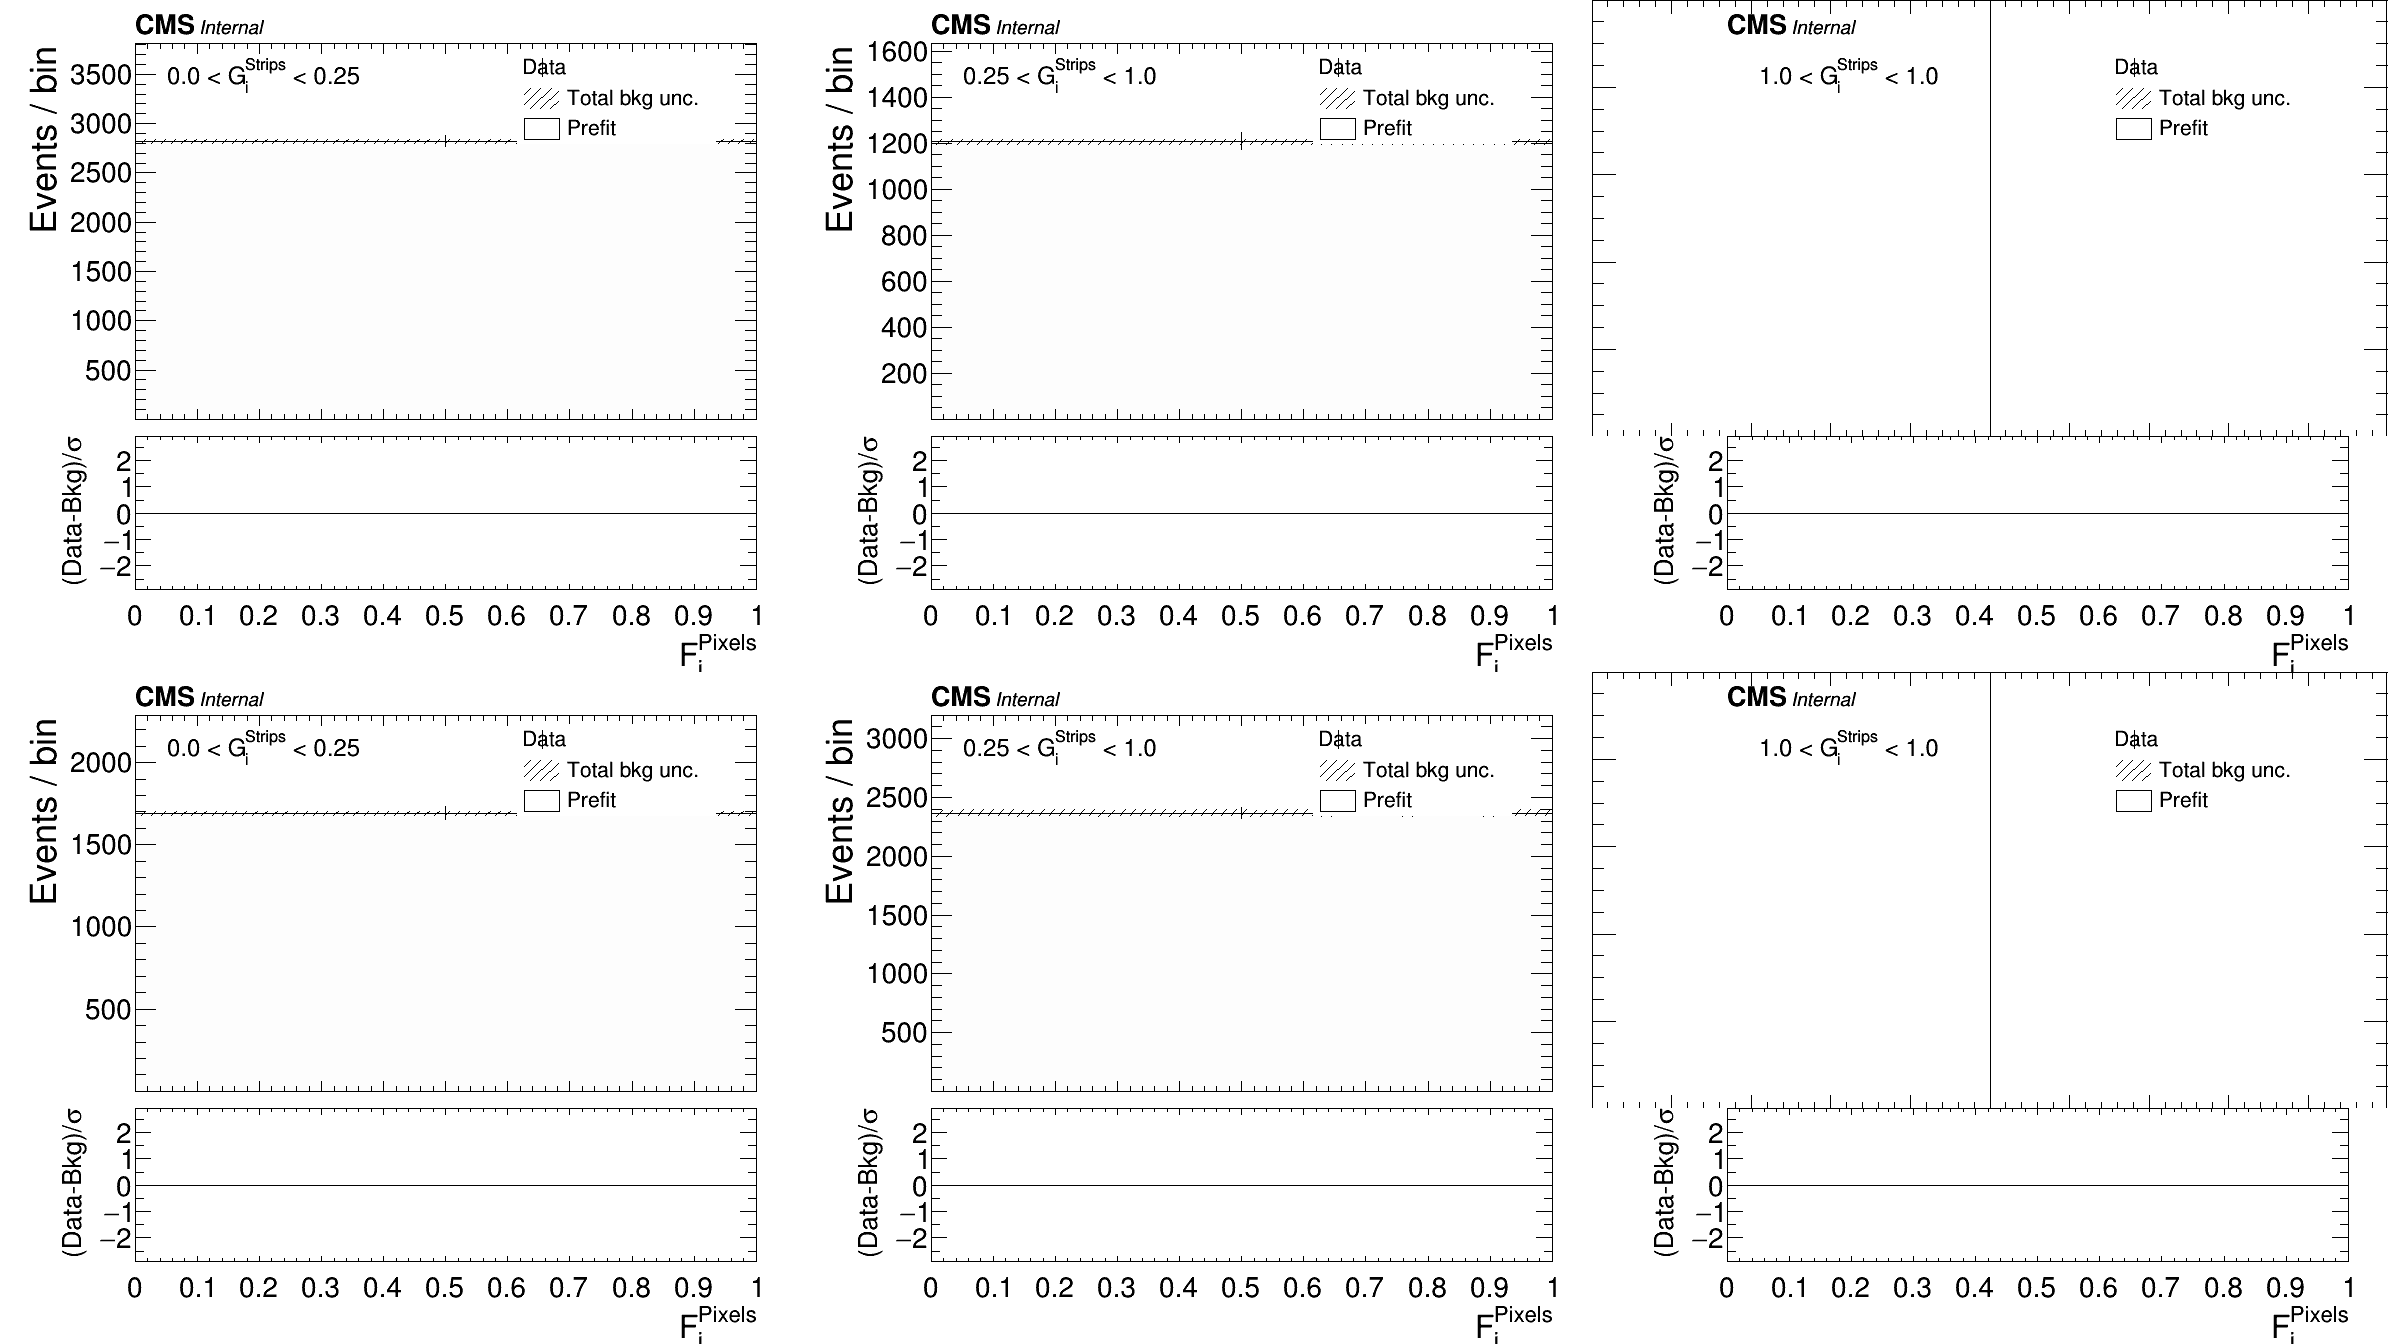 CMS Internal
Events / bin
0.0 < G_i^Strips < 0.25
Data
Total bkg unc.
Prefit
3500
3000
2500
2000
1500
1000
500
(Data-Bkg)/σ
2
1
0
−1
−2
0 0.1 0.2 0.3 0.4 0.5 0.6 0.7 0.8 0.9 1
F_i^Pixels
CMS Internal
Events / bin
0.25 < G_i^Strips < 1.0
Data
Total bkg unc.
Prefit
1600
1400
1200
1000
800
600
400
200
(Data-Bkg)/σ
2
1
0
−1
−2
0 0.1 0.2 0.3 0.4 0.5 0.6 0.7 0.8 0.9 1
F_i^Pixels
CMS Internal
1.0 < G_i^Strips < 1.0
Data
Total bkg unc.
Prefit
(Data-Bkg)/σ
2
1
0
−1
−2
0 0.1 0.2 0.3 0.4 0.5 0.6 0.7 0.8 0.9 1
F_i^Pixels
CMS Internal
Events / bin
0.0 < G_i^Strips < 0.25
Data
Total bkg unc.
Prefit
2000
1500
1000
500
(Data-Bkg)/σ
2
1
0
−1
−2
0 0.1 0.2 0.3 0.4 0.5 0.6 0.7 0.8 0.9 1
F_i^Pixels
CMS Internal
Events / bin
0.25 < G_i^Strips < 1.0
Data
Total bkg unc.
Prefit
3000
2500
2000
1500
1000
500
(Data-Bkg)/σ
2
1
0
−1
−2
0 0.1 0.2 0.3 0.4 0.5 0.6 0.7 0.8 0.9 1
F_i^Pixels
CMS Internal
1.0 < G_i^Strips < 1.0
Data
Total bkg unc.
Prefit
(Data-Bkg)/σ
2
1
0
−1
−2
0 0.1 0.2 0.3 0.4 0.5 0.6 0.7 0.8 0.9 1
F_i^Pixels